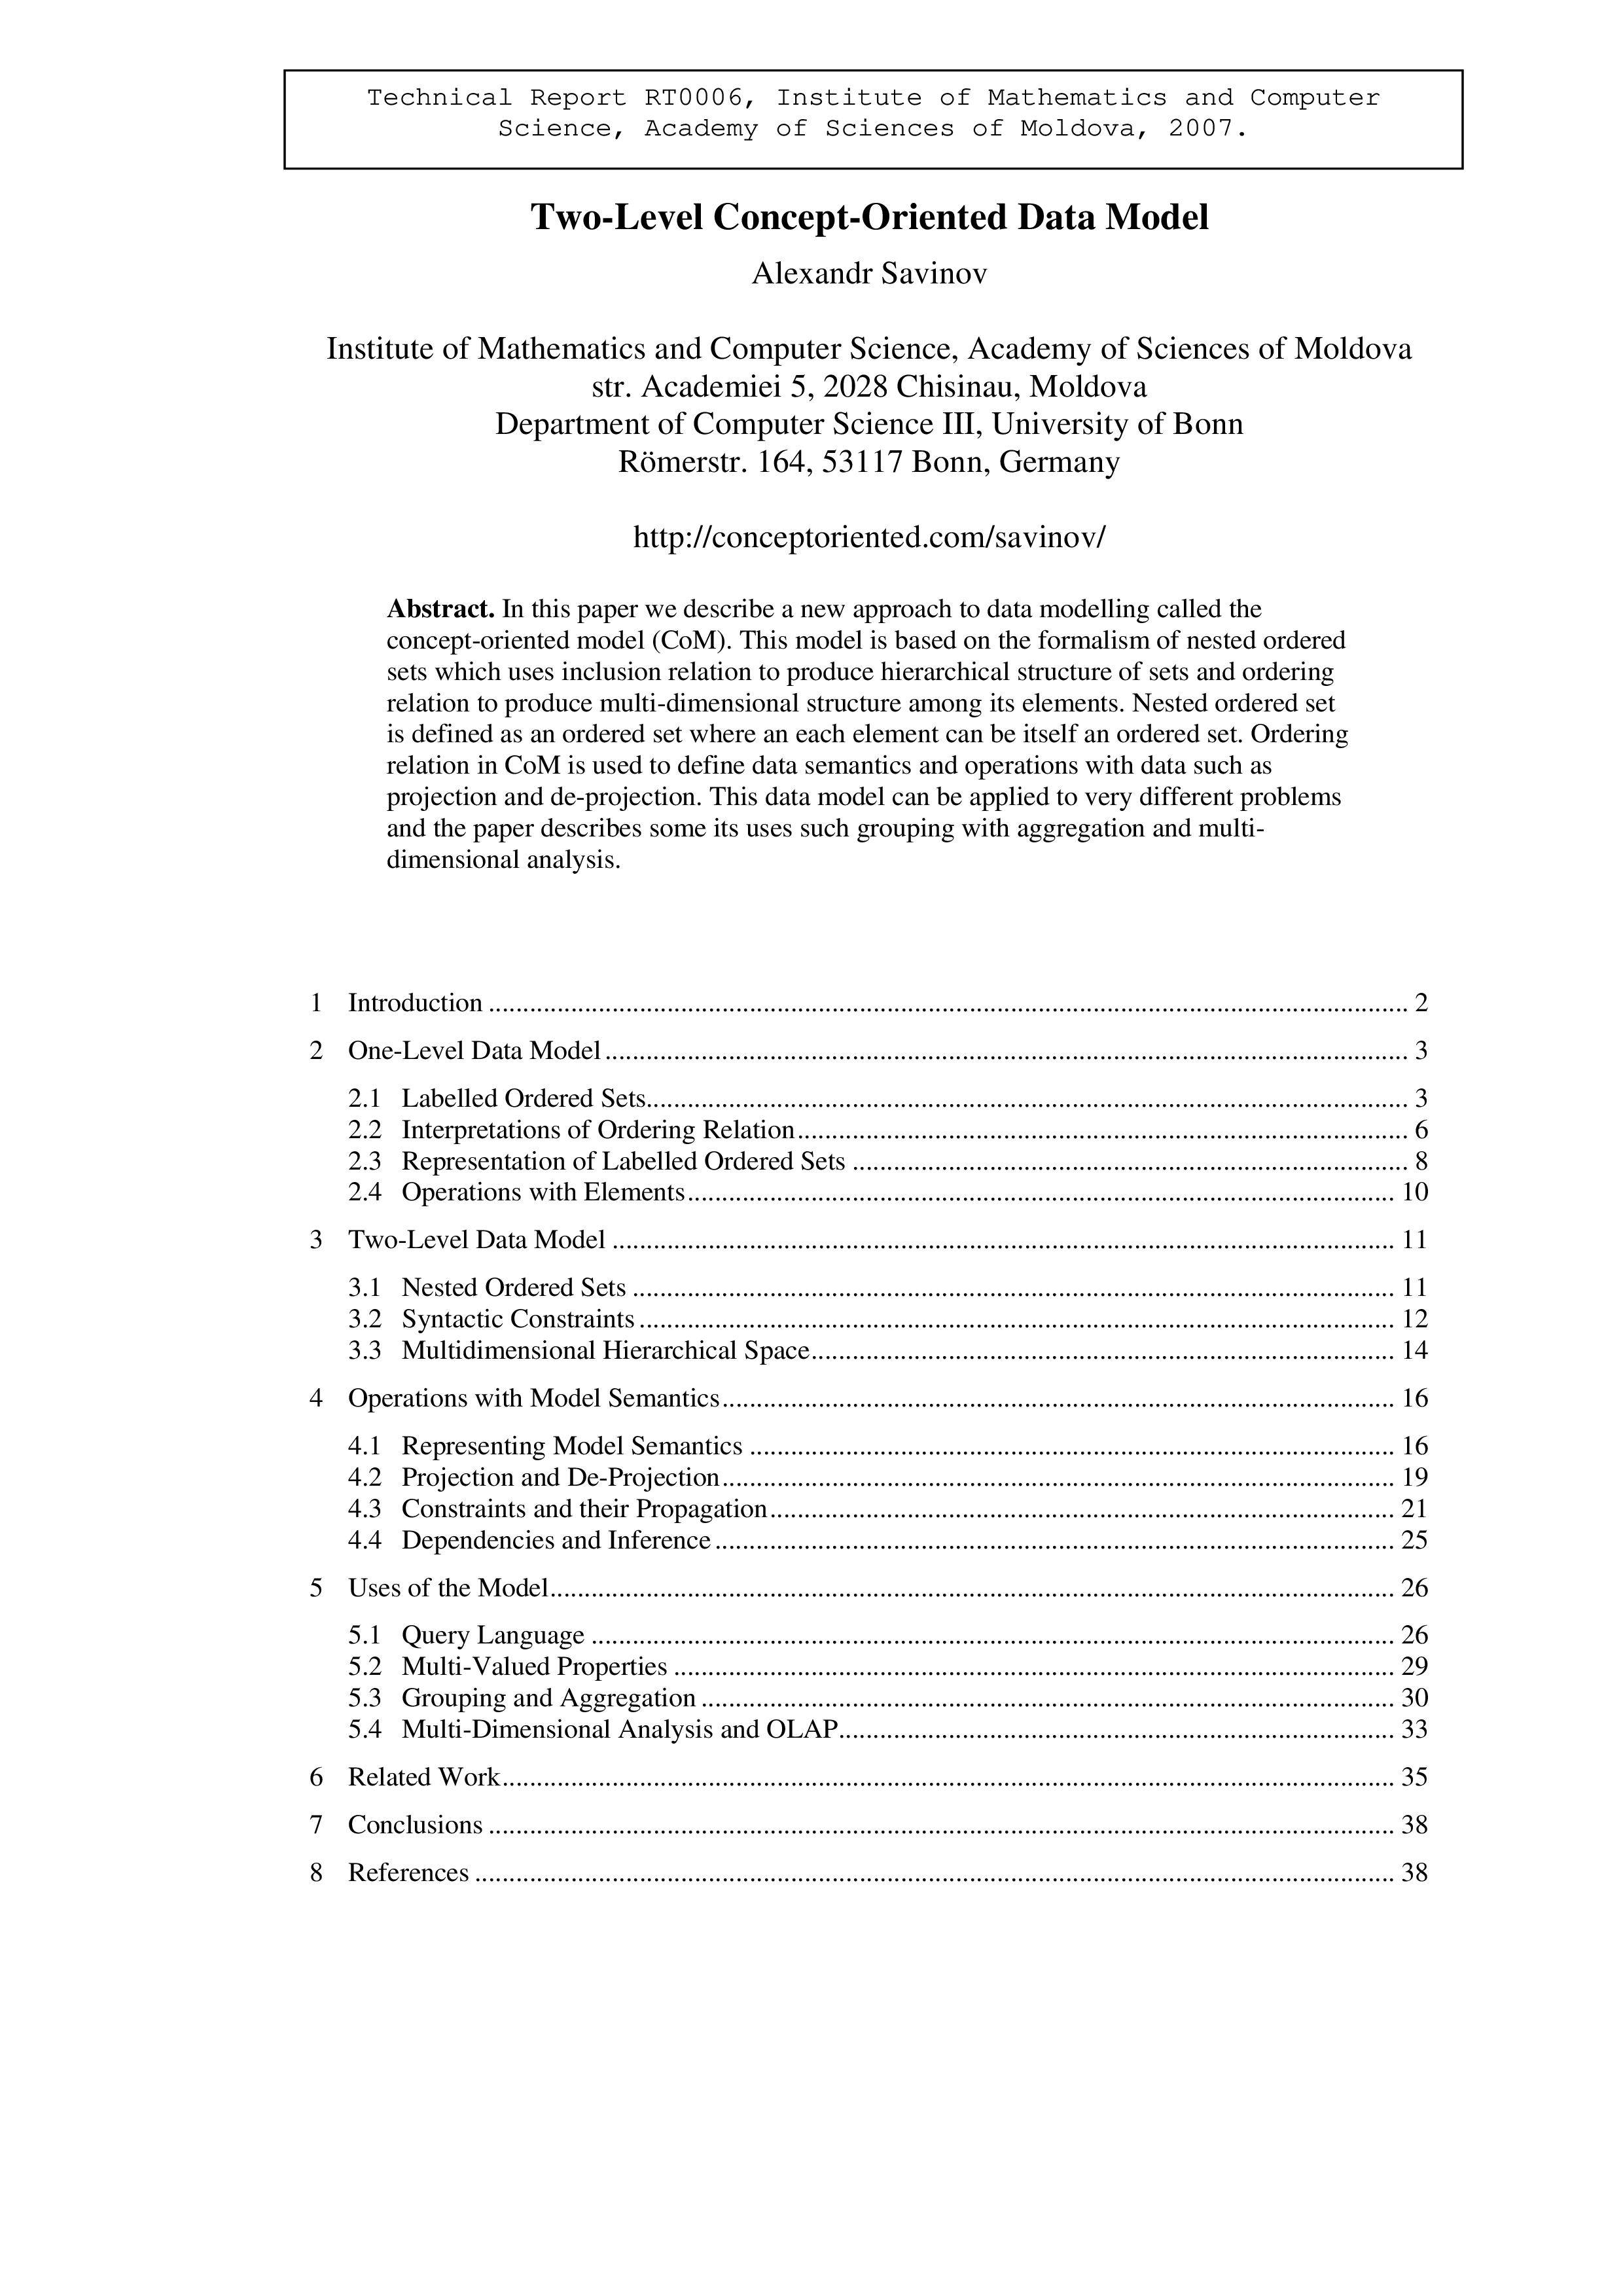 Technical Report RT0006, Institute of Mathematics and Computer
Science, Academy of Sciences of Moldova, 2007.
Two-Level Concept-Oriented Data Model
Alexandr Savinov
Institute of Mathematics and Computer Science, Academy of Sciences of Moldova
str. Academiei 5, 2028 Chisinau, Moldova
Department of Computer Science III, University of Bonn
Römerstr. 164, 53117 Bonn, Germany
http://conceptoriented.com/savinov/
Abstract. In this paper we describe a new approach to data modelling called the
concept-oriented model (CoM). This model is based on the formalism of nested ordered
sets which uses inclusion relation to produce hierarchical structure of sets and ordering
relation to produce multi-dimensional structure among its elements. Nested ordered set
is defined as an ordered set where an each element can be itself an ordered set. Ordering
relation in CoM is used to define data semantics and operations with data such as
projection and de-projection. This data model can be applied to very different problems
and the paper describes some its uses such grouping with aggregation and multi-
dimensional analysis.
1 Introduction ........ 2
2 One-Level Data Model ........ 3
2.1 Labelled Ordered Sets ........ 3
2.2 Interpretations of Ordering Relation ........ 6
2.3 Representation of Labelled Ordered Sets ........ 8
2.4 Operations with Elements ........ 10
3 Two-Level Data Model ........ 11
3.1 Nested Ordered Sets ........ 11
3.2 Syntactic Constraints ........ 12
3.3 Multidimensional Hierarchical Space ........ 14
4 Operations with Model Semantics ........ 16
4.1 Representing Model Semantics ........ 16
4.2 Projection and De-Projection ........ 19
4.3 Constraints and their Propagation ........ 21
4.4 Dependencies and Inference ........ 25
5 Uses of the Model ........ 26
5.1 Query Language ........ 26
5.2 Multi-Valued Properties ........ 29
5.3 Grouping and Aggregation ........ 30
5.4 Multi-Dimensional Analysis and OLAP ........ 33
6 Related Work ........ 35
7 Conclusions ........ 38
8 References ........ 38